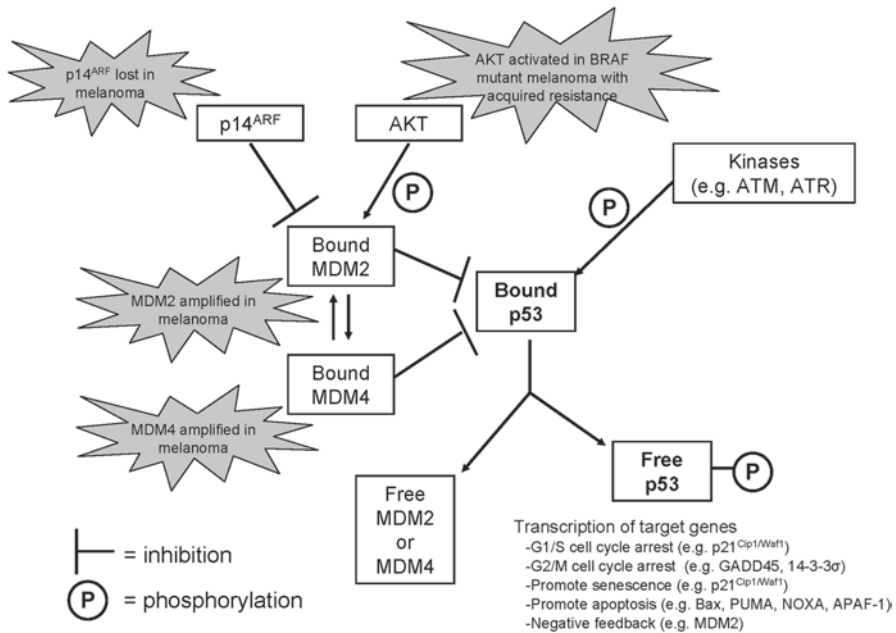 p14ARF lost in
melanoma
AKT activated in BRAF
mutant melanoma with
acquired resistance
p14ARF
AKT
Kinases
(e.g. ATM, ATR)
P
P
Bound
MDM2
MDM2 amplified in
melanoma
Bound
p53
Bound
MDM4
MDM4 amplified in
melanoma
Free
MDM2
or
MDM4
Free
p53
P
= inhibition
P = phosphorylation
Transcription of target genes
-G1/S cell cycle arrest (e.g. p21Cip1/Waf1)
-G2/M cell cycle arrest (e.g. GADD45, 14-3-3σ)
-Promote senescence (e.g. p21Cip1/Waf1)
-Promote apoptosis (e.g. Bax, PUMA, NOXA, APAF-1)
-Negative feedback (e.g. MDM2)